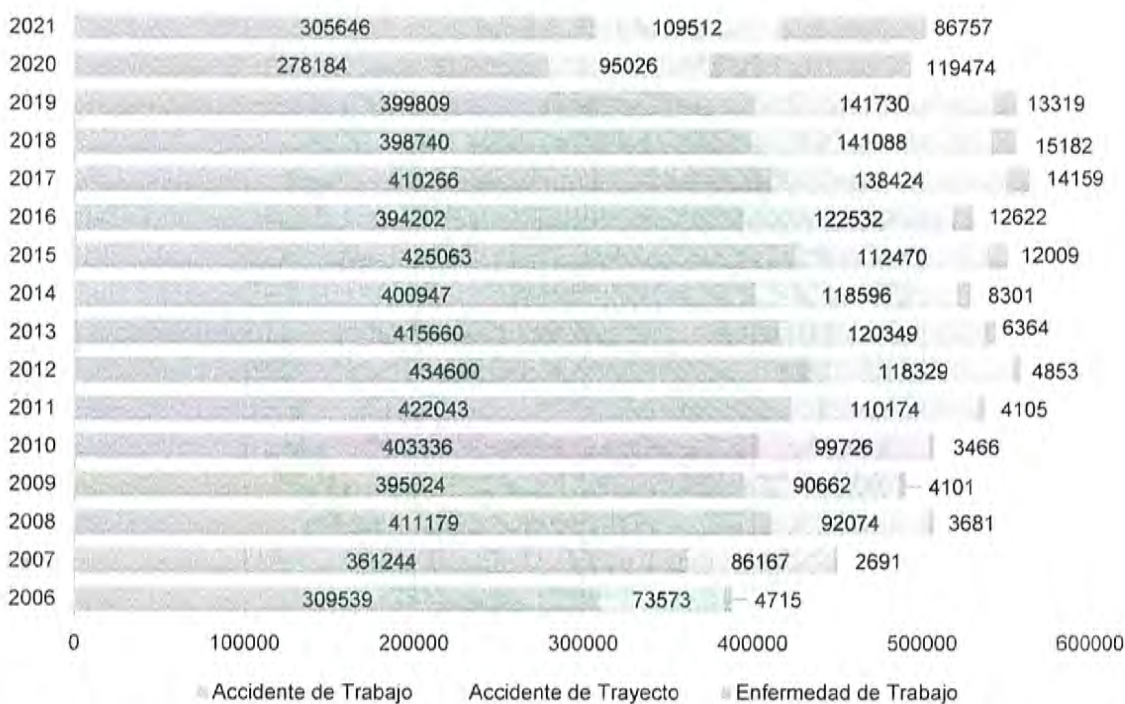 2021 305646 109512 86757
2020 278184 95026 119474
2019 399809 141730 13319
2018 398740 141088 15182
2017 410266 138424 14159
2016 394202 122532 12622
2015 425063 112470 12009
2014 400947 118596 8301
2013 415660 120349 6364
2012 434600 118329 4853
2011 422043 110174 4105
2010 403336 99726 3466
2009 395024 90662 4101
2008 411179 92074 3681
2007 361244 86167 2691
2006 309539 73573 4715
0 100000 200000 300000 400000 500000 600000
Accidente de Trabajo Accidente de Trayecto Enfermedad de Trabajo